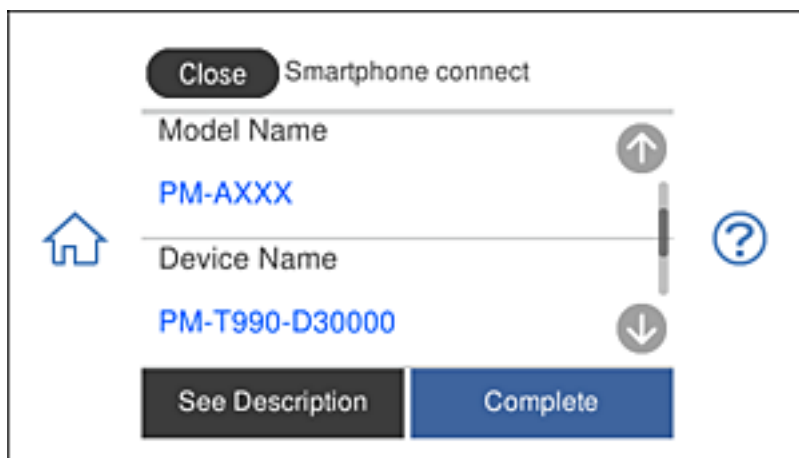 Close Smartphone connect
Model Name
PM-AXXX
Device Name
PM-T990-D30000
See Description Complete